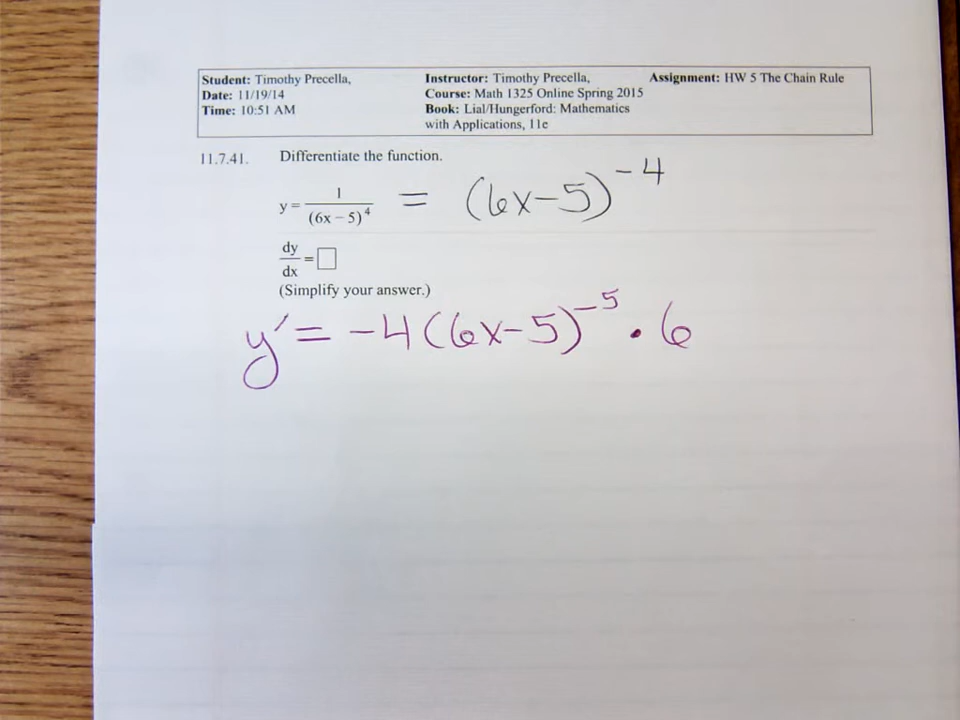 Student: Timothy Precella, Instructor: Timothy Precella, Assignment: HW 5 The Chain Rule
Date: 11/19/14 Course: Math 1325 Online Spring 2015
Time: 10:51 AM Book: Lial/Hungerford: Mathematics
with Applications, 11e
11.7.41. Differentiate the function.
y = 1/(6x − 5)^4 = (6x−5)^−4
dy/dx = □
(Simplify your answer.)
y′ = −4(6x−5)^−5 • 6